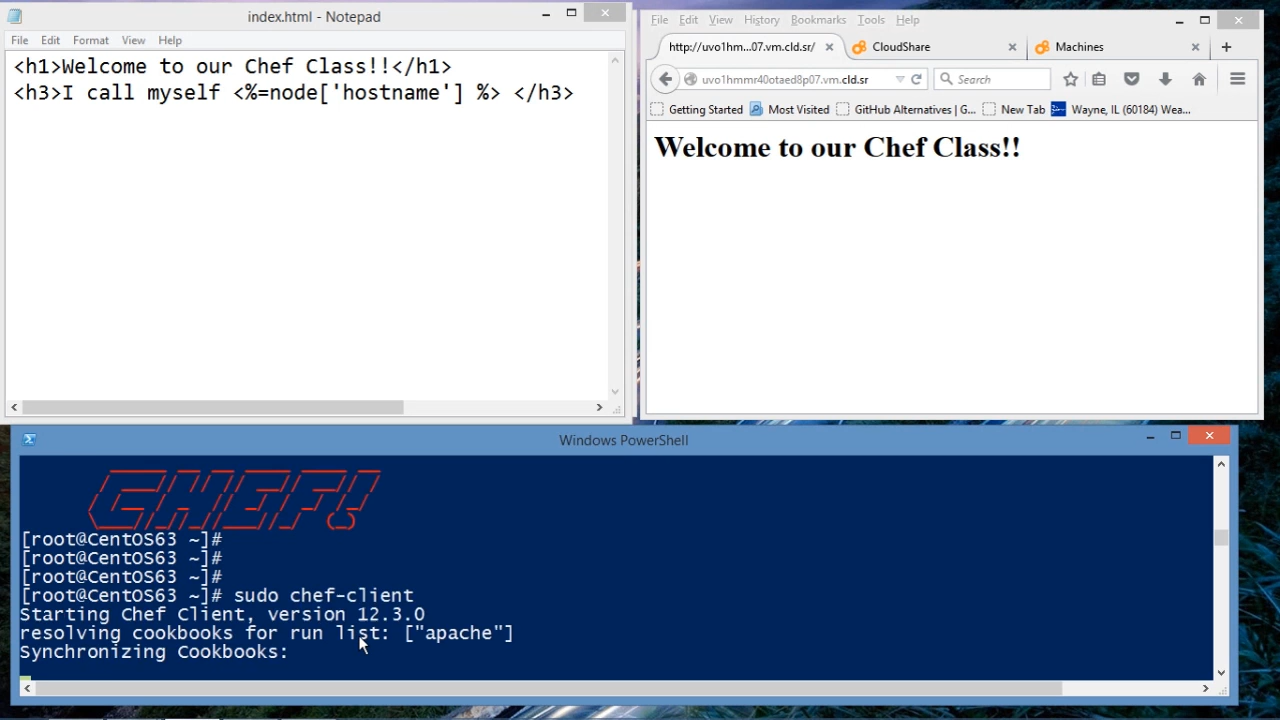 index.html - Notepad
File Edit Format View Help
<h1>Welcome to our Chef Class!!</h1>
<h3>I call myself <%=node['hostname'] %> </h3>
File Edit View History Bookmarks Tools Help
http://uvo1hm...07.vm.cld.sr/ CloudShare Machines
uvo1hmmr40otaed8p07.vm.cld.sr Search
Getting Started Most Visited GitHub Alternatives | G... New Tab Wayne, IL (60184) Wea...
Welcome to our Chef Class!!
Windows PowerShell
CHEF!
[root@CentOS63 ~]#
[root@CentOS63 ~]#
[root@CentOS63 ~]#
[root@CentOS63 ~]# sudo chef-client
Starting Chef Client, version 12.3.0
resolving cookbooks for run list: ["apache"]
Synchronizing Cookbooks: